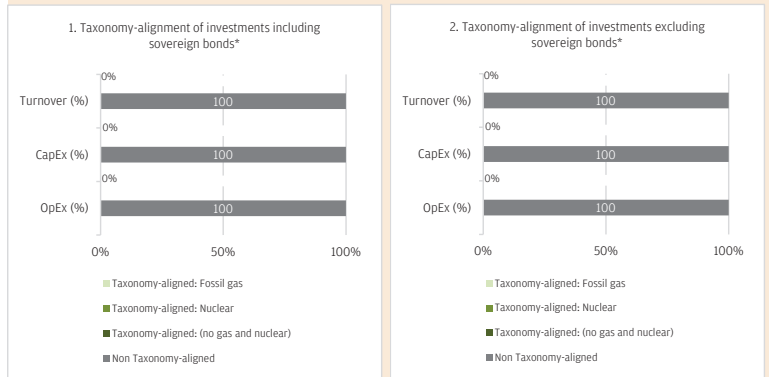 1. Taxonomy-alignment of investments including
sovereign bonds*
0%
Turnover (%)
100
0%
CapEx (%)
100
0%
OpEx (%)
100
0%
50%
100%
Taxonomy-aligned: Fossil gas
Taxonomy-aligned: Nuclear
Taxonomy-aligned: (no gas and nuclear)
Non Taxonomy-aligned
2. Taxonomy-alignment of investments excluding
sovereign bonds*
0%
Turnover (%)
100
0%
CapEx (%)
100
0%
OpEx (%)
100
0%
50%
100%
Taxonomy-aligned: Fossil gas
Taxonomy-aligned: Nuclear
Taxonomy-aligned: (no gas and nuclear)
Non Taxonomy-aligned